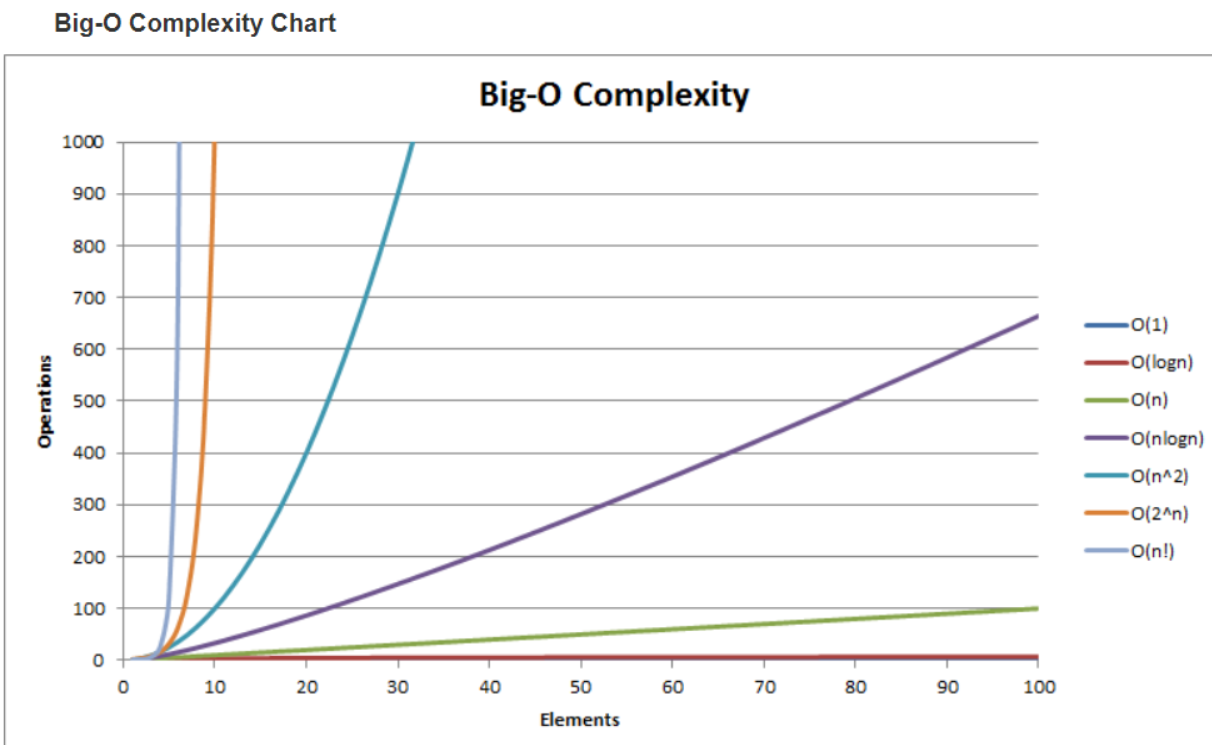 Big-O Complexity Chart
Big-O Complexity
1000
900
800
700
600
500
400
300
200
100
0
Operations
0 10 20 30 40 50 60 70 80 90 100
Elements
O(1)
O(logn)
O(n)
O(nlogn)
O(n^2)
O(2^n)
O(n!)